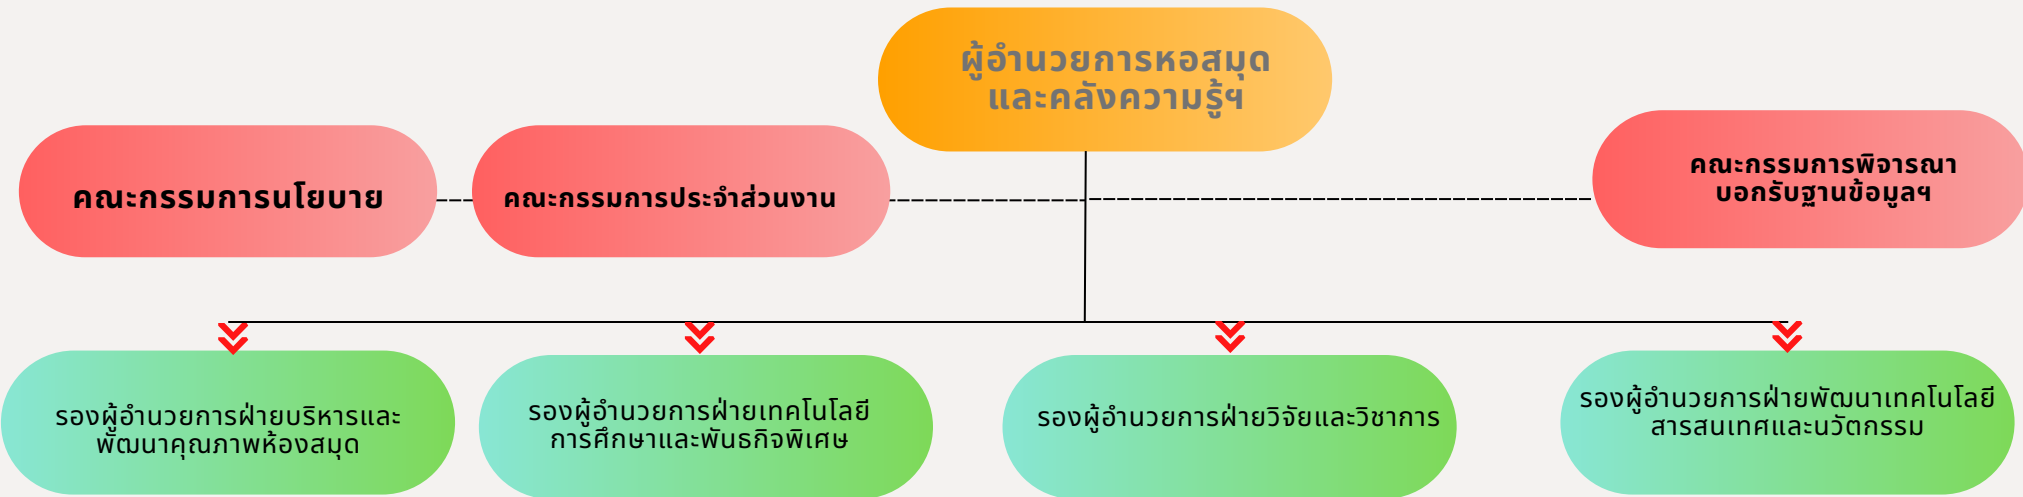 ผู้อำนวยการหอสมุด
และคลังความรู้ฯ
คณะกรรมการนโยบาย
คณะกรรมการประจำส่วนงาน
คณะกรรมการพิจารณา
บอกรับฐานข้อมูลฯ
รองผู้อำนวยการฝ่ายบริหารและ
พัฒนาคุณภาพห้องสมุด
รองผู้อำนวยการฝ่ายเทคโนโลยี
การศึกษาและพันธกิจพิเศษ
รองผู้อำนวยการฝ่ายวิจัยและวิชาการ
รองผู้อำนวยการฝ่ายพัฒนาเทคโนโลยี
สารสนเทศและนวัตกรรม